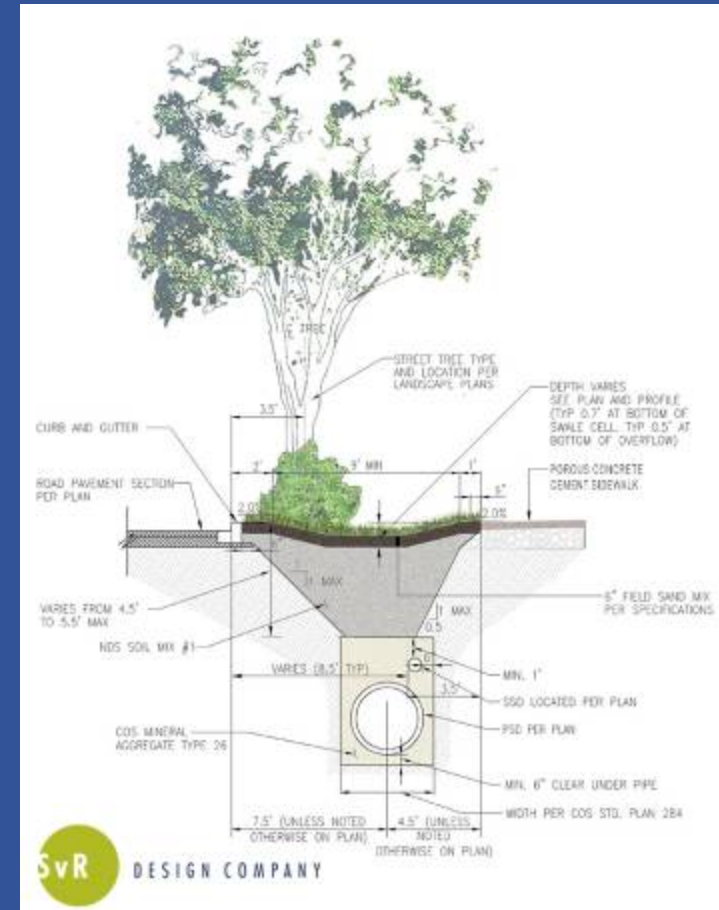 TREE
STREET TREE TYPE
AND LOCATION PER
LANDSCAPE PLANS
DEPTH VARIES
SEE PLAN AND PROFILE
(TYP 0.7' AT BOTTOM OF
SWALE CELL, TYP 0.5' AT
BOTTOM OF OVERFLOW)
3.5'
CURB AND GUTTER
2'
9' MIN
1'
POROUS CONCRETE
CEMENT SIDEWALK
ROAD PAVEMENT SECTION
PER PLAN
6"
2.0%
2.0%
1 MAX
1 MAX
0.5
6" FIELD SAND MIX
PER SPECIFICATIONS
VARIES FROM 4.5'
TO 5.5' MAX
NDS SOIL MIX #1
VARIES (8.5' TYP)
6"
MIN. 1'
3.5'
SSD LOCATED PER PLAN
PSD PER PLAN
COS MINERAL
AGGREGATE TYPE 26
MIN. 6" CLEAR UNDER PIPE
WIDTH PER COS STD. PLAN 284
7.5' (UNLESS NOTED
OTHERWISE ON PLAN)
4.5' (UNLESS
NOTED
OTHERWISE ON PLAN)
SvR DESIGN COMPANY